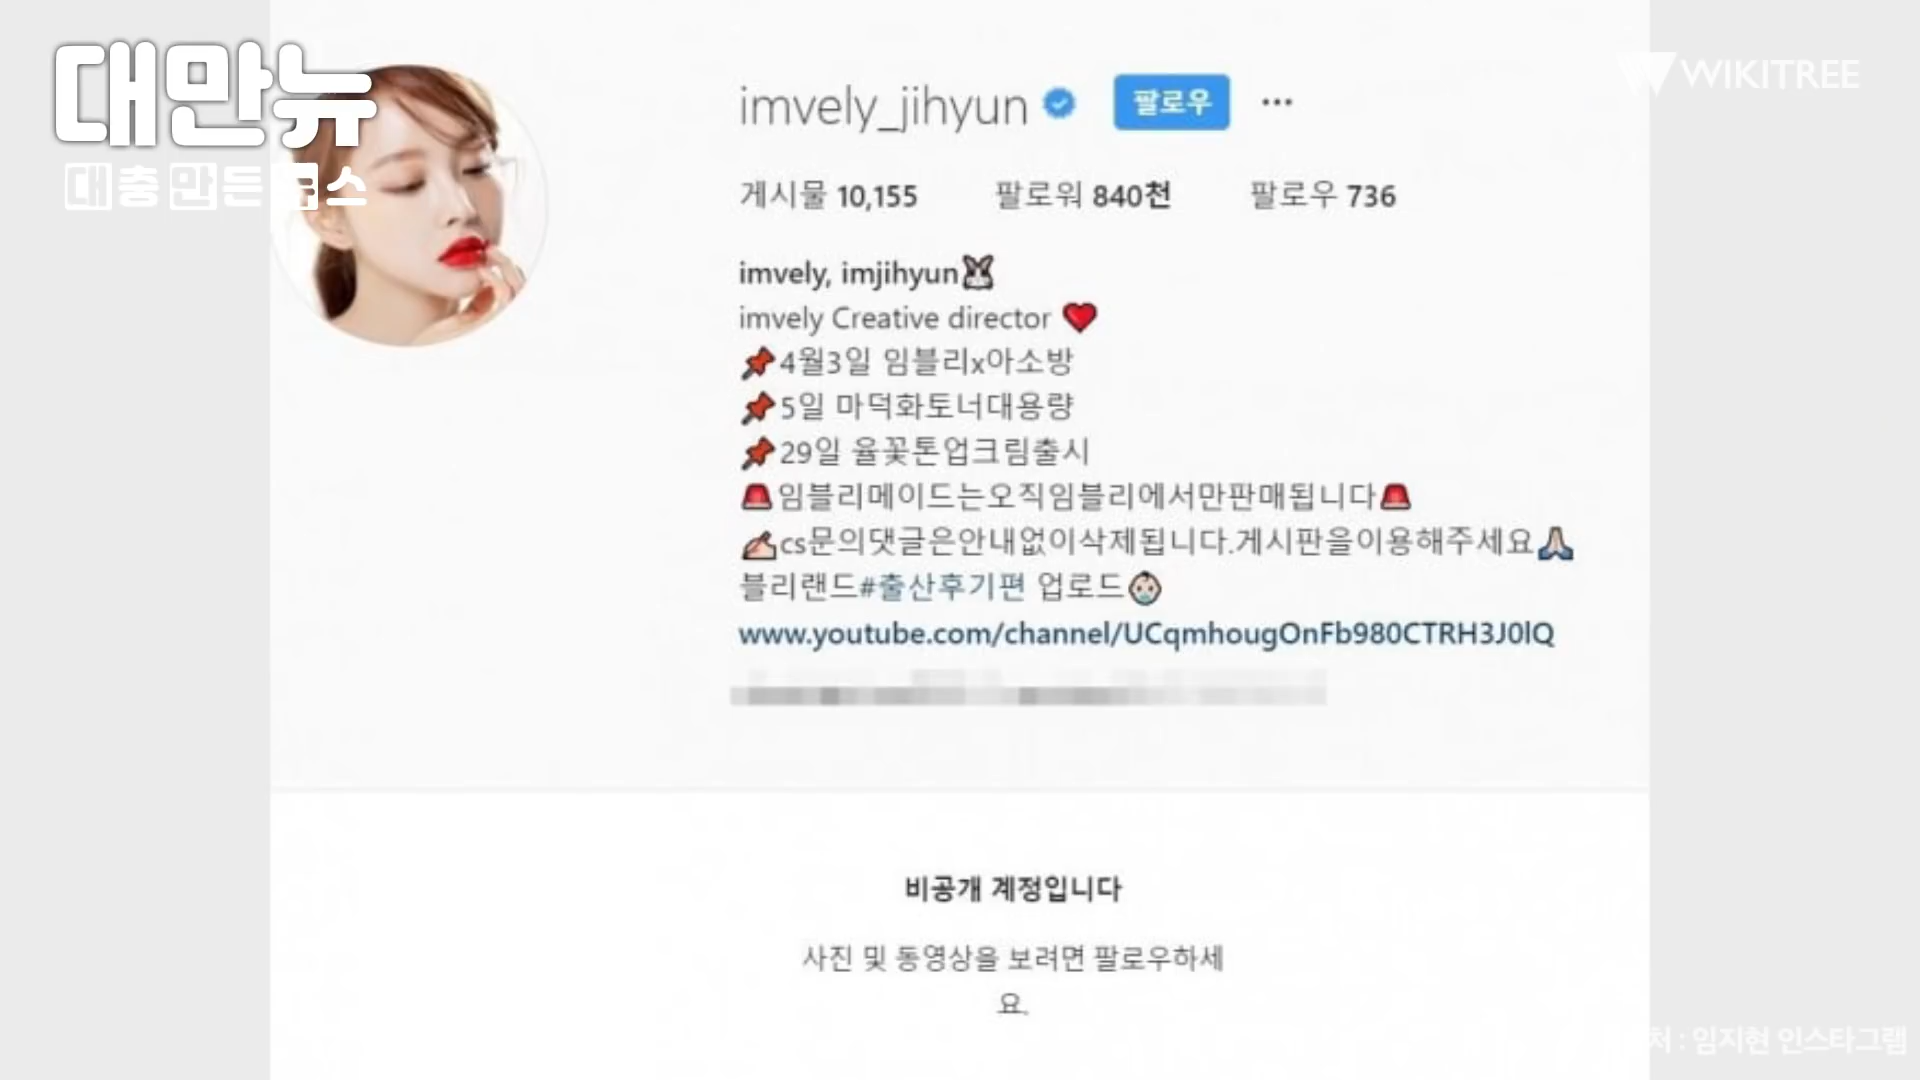 대만뉴
대충 만든 뉴스
WIKITREE
imvely_jihyun 팔로우 ...
게시물 10,155 팔로워 840천 팔로우 736
imvely, imjihyun
imvely Creative director ❤
📌4월3일 임블리x아소방
📌5일 마덕화토너대용량
📌29일 율꽃톤업크림출시
🚨임블리메이드는오직임블리에서만판매됩니다🚨
✍cs문의댓글은안내없이삭제됩니다.게시판을이용해주세요🙏
블리랜드#출산후기편 업로드👶
www.youtube.com/channel/UCqmhougOnFb980CTRH3J0lQ
비공개 계정입니다
사진 및 동영상을 보려면 팔로우하세
요.
처 : 임지현 인스타그램